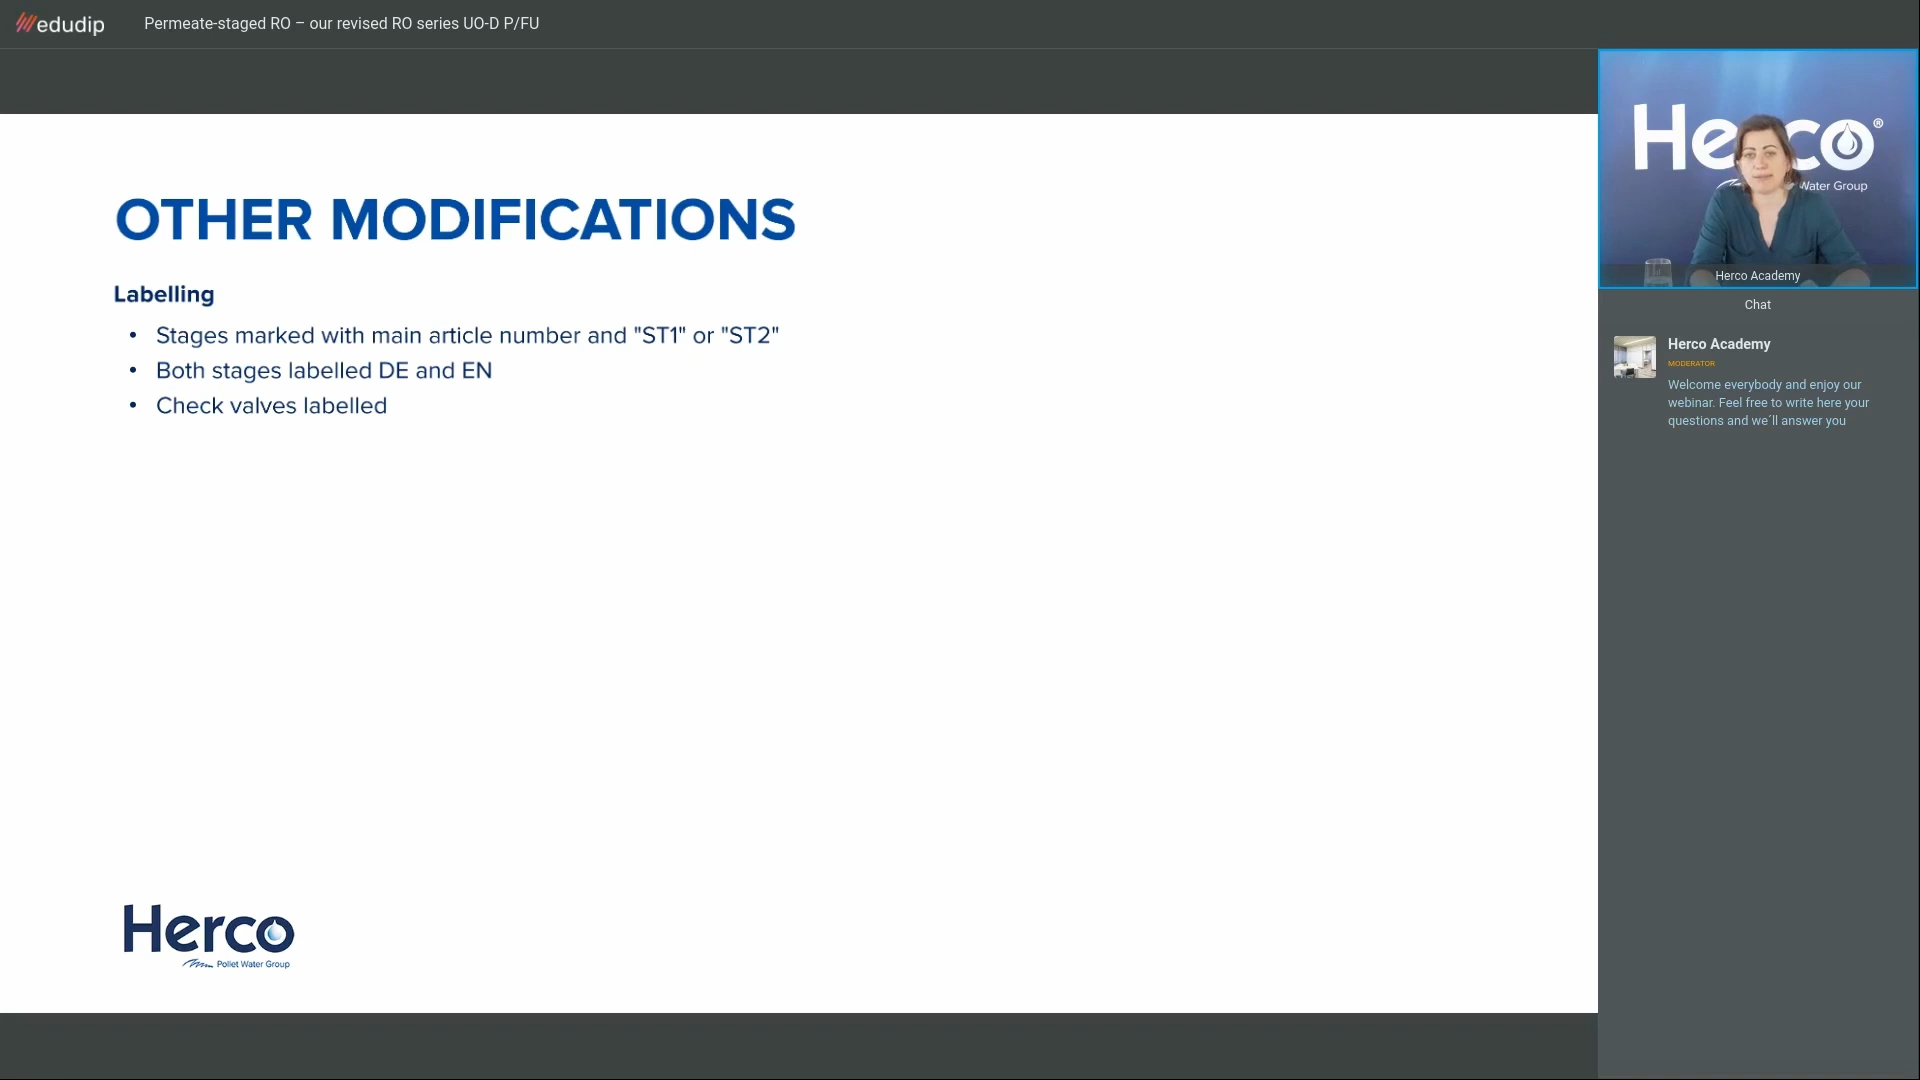 edudip
Permeate-staged RO – our revised RO series UO-D P/FU
OTHER MODIFICATIONS
Labelling
• Stages marked with main article number and "ST1" or "ST2"
• Both stages labelled DE and EN
• Check valves labelled
Herco
Pollet Water Group
Herco®
Water Group
Herco Academy
Chat
Herco Academy
MODERATOR
Welcome everybody and enjoy our
webinar. Feel free to write here your
questions and we´ll answer you